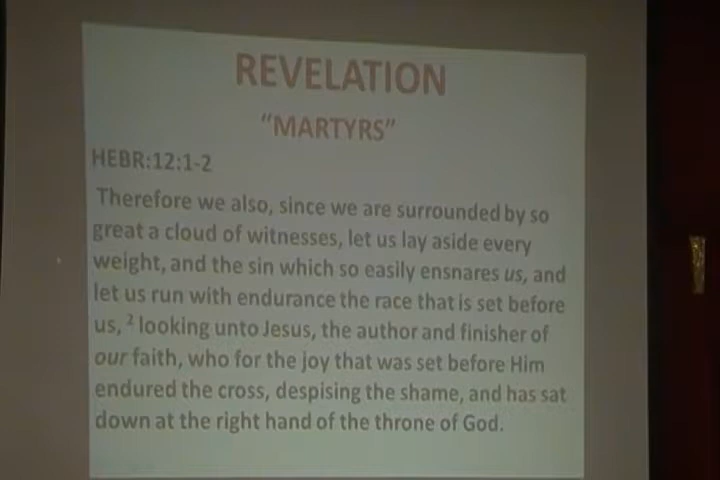 REVELATION
“MARTYRS”
HEBR:12:1-2
Therefore we also, since we are surrounded by so
great a cloud of witnesses, let us lay aside every
weight, and the sin which so easily ensnares us, and
let us run with endurance the race that is set before
us, ² looking unto Jesus, the author and finisher of
our faith, who for the joy that was set before Him
endured the cross, despising the shame, and has sat
down at the right hand of the throne of God.